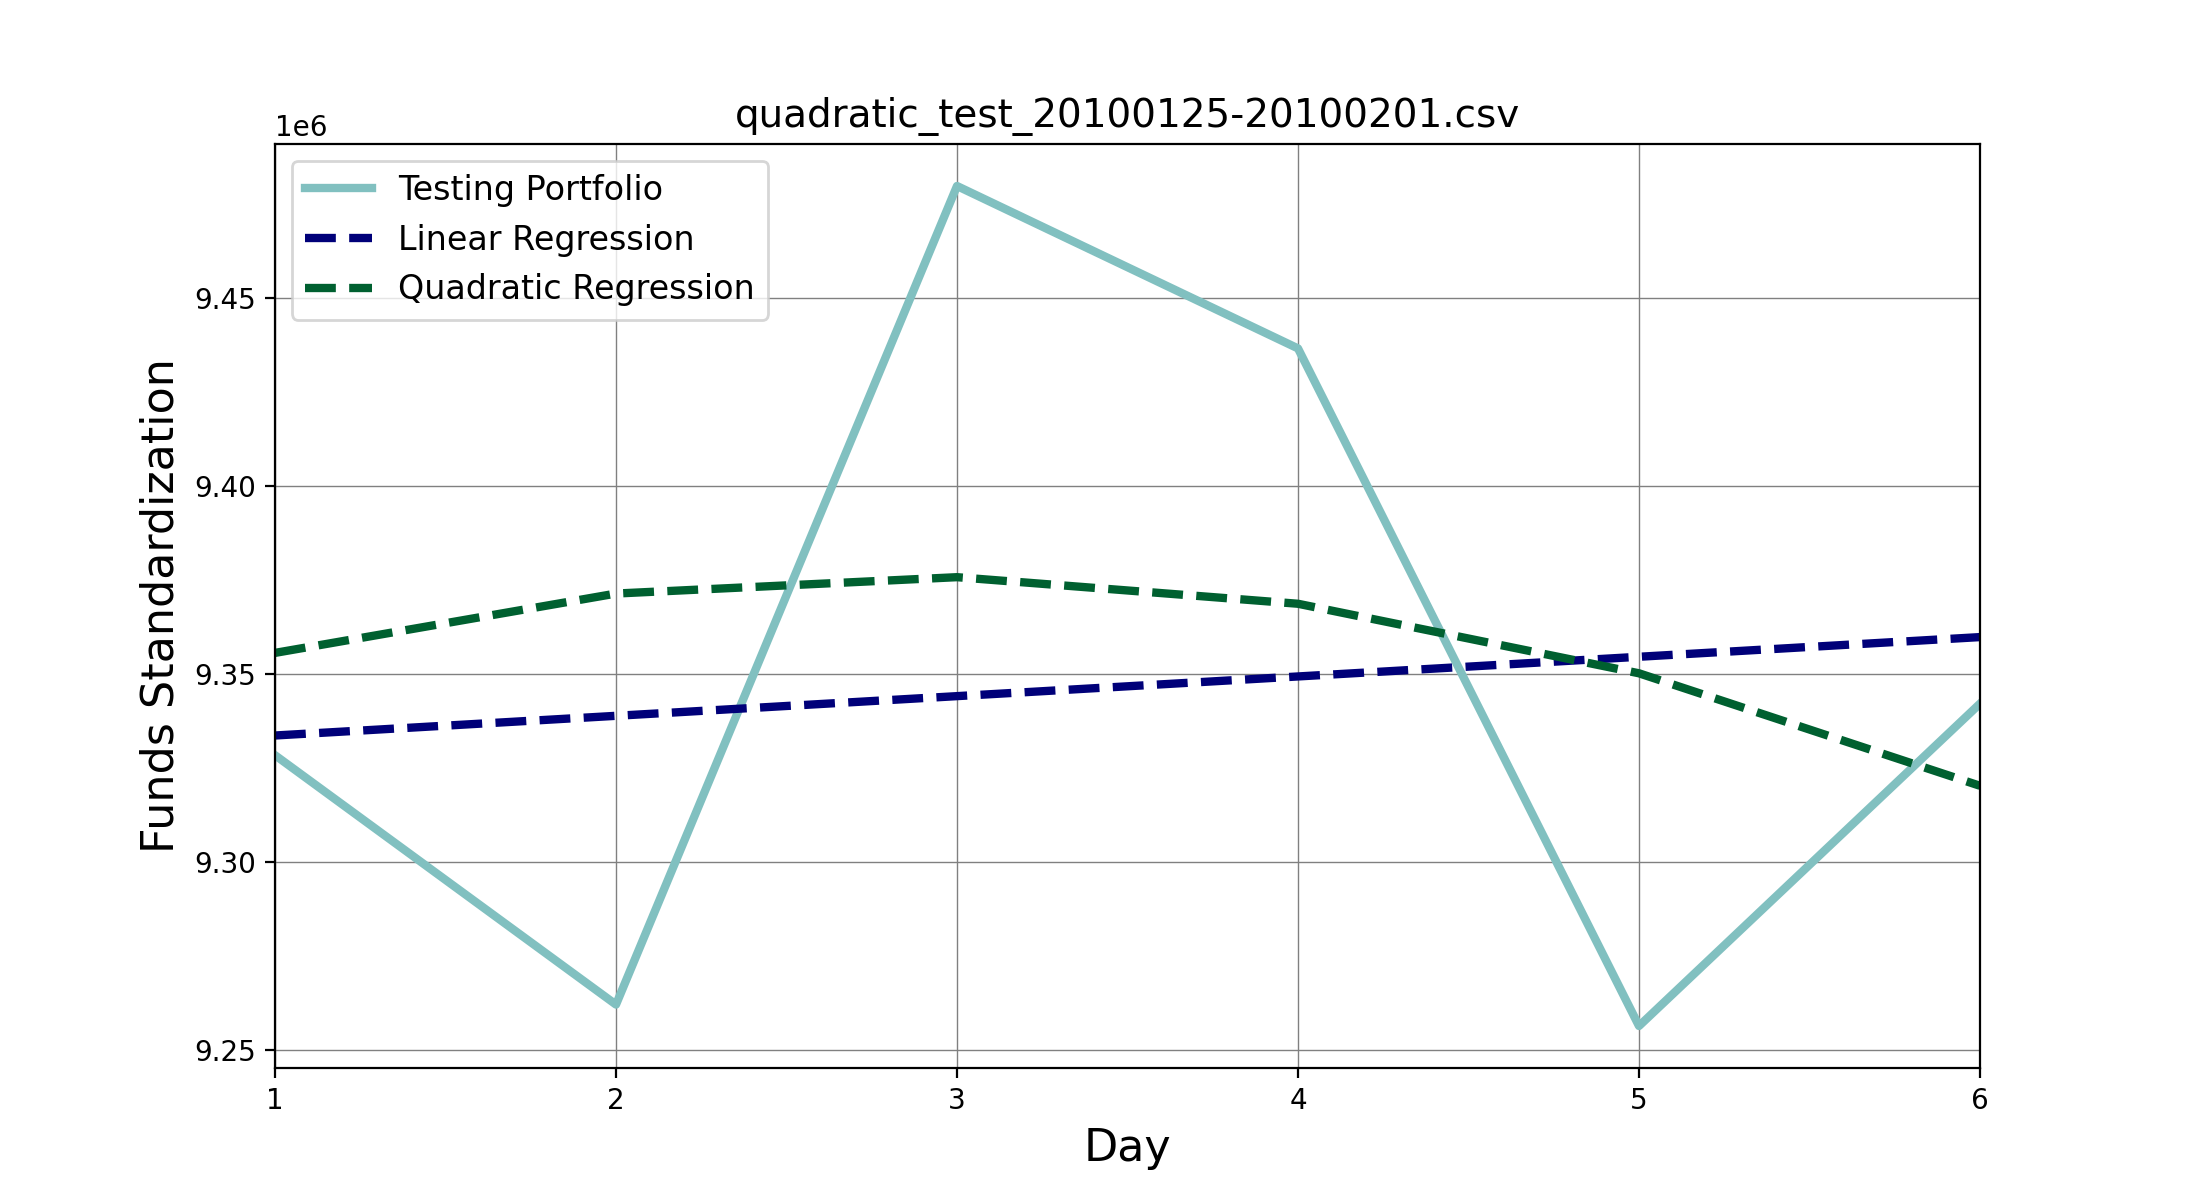 quadratic_test_20100125-20100201.csv
1e6
Testing Portfolio
Linear Regression
Quadratic Regression
9.45
9.40
9.35
9.30
9.25
Funds Standardization
1 2 3 4 5 6
Day